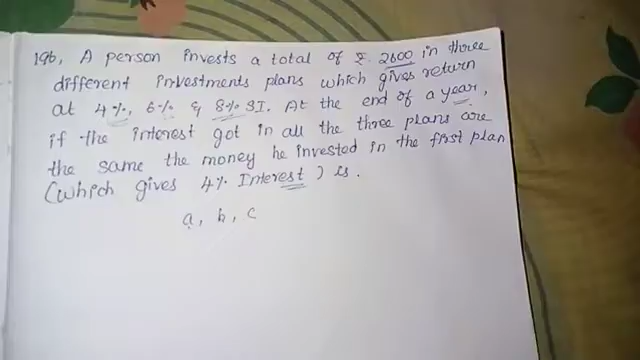 196, A person invests a total of ₹. 2600 in three
different investments plans which gives return
at 4%, 6% & 8% SI. At the end of a year,
if the interest got in all the three plans are
the same the money he invested in the first plan
(which gives 4% Interest) is.
a, b, c